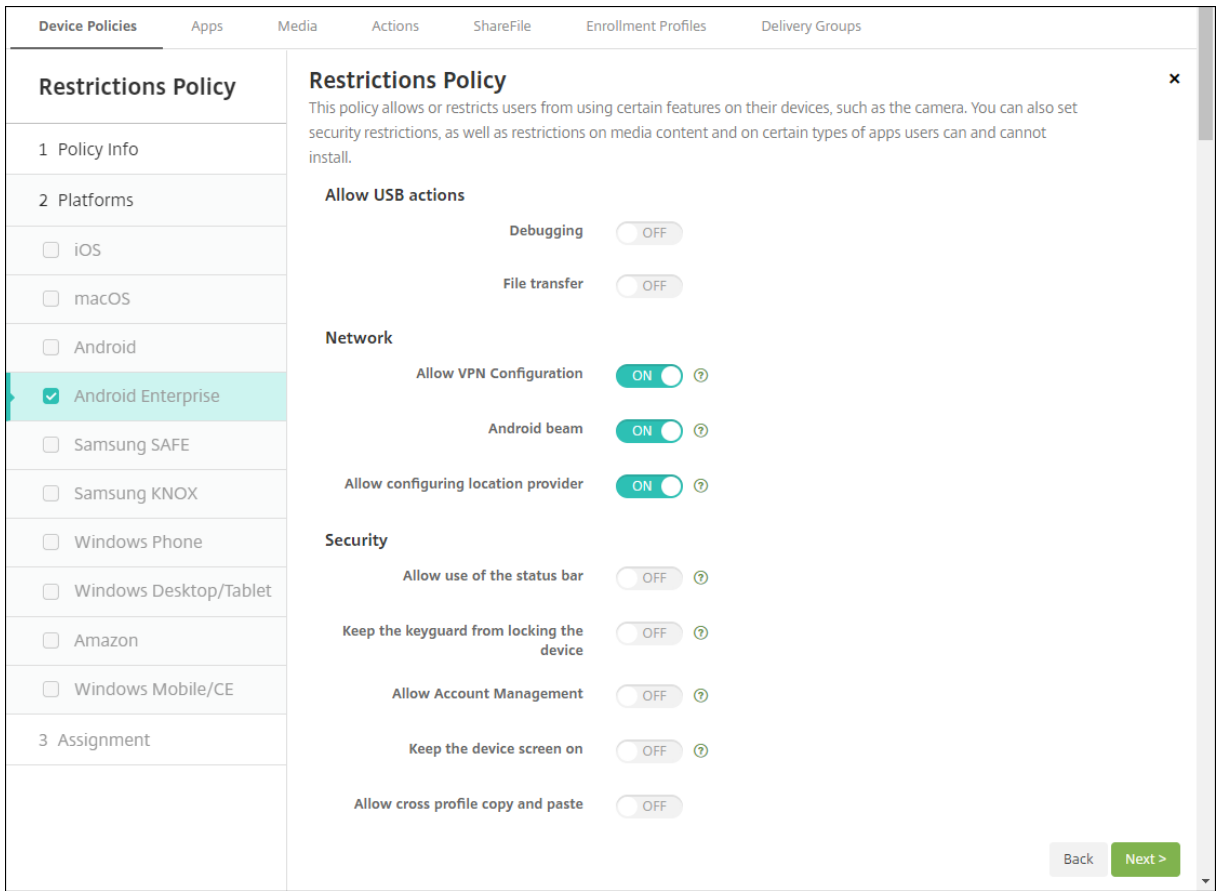 Device Policies Apps Media Actions ShareFile Enrollment Profiles Delivery Groups
Restrictions Policy
1 Policy Info
2 Platforms
iOS
macOS
Android
Android Enterprise
Samsung SAFE
Samsung KNOX
Windows Phone
Windows Desktop/Tablet
Amazon
Windows Mobile/CE
3 Assignment
Restrictions Policy
This policy allows or restricts users from using certain features on their devices, such as the camera. You can also set
security restrictions, as well as restrictions on media content and on certain types of apps users can and cannot
install.
Allow USB actions
Debugging OFF
File transfer OFF
Network
Allow VPN Configuration ON ?
Android beam ON ?
Allow configuring location provider ON ?
Security
Allow use of the status bar OFF ?
Keep the keyguard from locking the
device OFF ?
Allow Account Management OFF ?
Keep the device screen on OFF ?
Allow cross profile copy and paste OFF
Back Next >